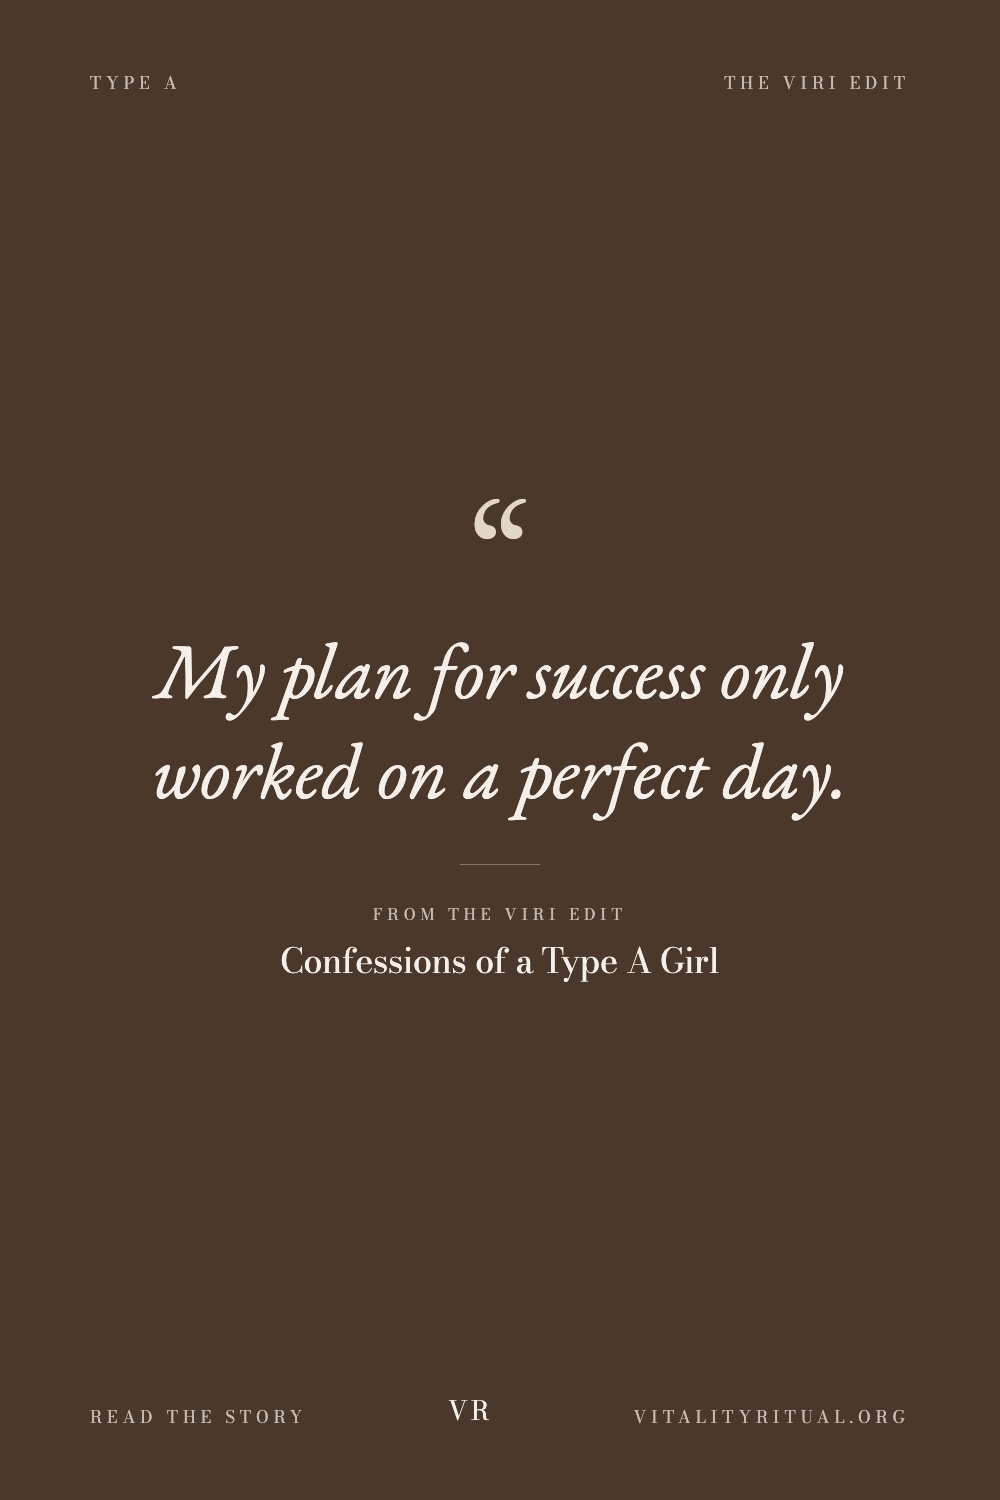 TYPE A
THE VIRI EDIT
“
My plan for success only
worked on a perfect day.
FROM THE VIRI EDIT
Confessions of a Type A Girl
READ THE STORY
VR
VITALITYRITUAL.ORG